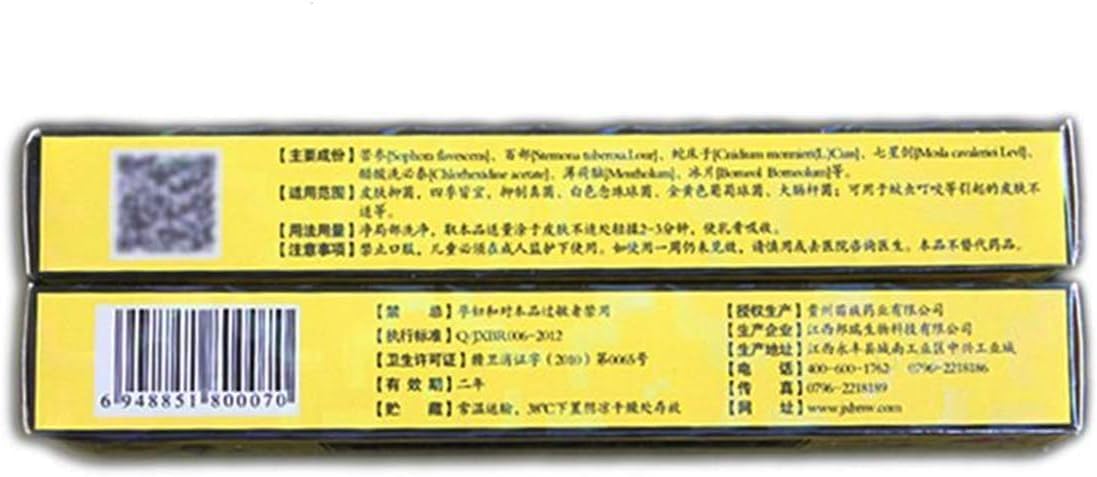 【主要成份】苦参[Sophora flavescens]、百部[Stemona tuberosa.Lour]、蛇床子[Cnidium monnieri[L]Cuss]、七星剑[Mosla cavaleriei Levl]、
醋酸洗必泰[Chlorhexidine acetate]、薄荷脑[Mentholum]、冰片[Borneol Borneolum]等。
【适用范围】皮肤抑菌，四季皆宜，抑制真菌、白色念珠球菌、金黄色葡萄球菌、大肠杆菌；可用于蚊虫叮咬等引起的皮肤不
适等。
【用法用量】净局部洗净，取本品适量涂于皮肤不适处轻揉2-3分钟，使乳膏吸收。
【注意事项】禁止口服，儿童必须在成人监护下使用。如使用一周仍未见效，请慎用或去医院咨询医生。本品不替代药品。
6 948851 800070
【禁 忌】孕妇和对本品过敏者禁用
【执行标准】Q/JXBR 006-2012
【卫生许可证】赣卫消证字（2010）第0065号
【有 效 期】二年
【贮 藏】常温运输，38℃下置阴凉干燥处存放
【授权生产】贵州苗族药业有限公司
【生产企业】江西邦瑞生物科技有限公司
【生产地址】江西永丰县城南工业区中兴工业城
【电 话】400-600-1762 0796-2218186
【传 真】0796-2218189
【网 址】